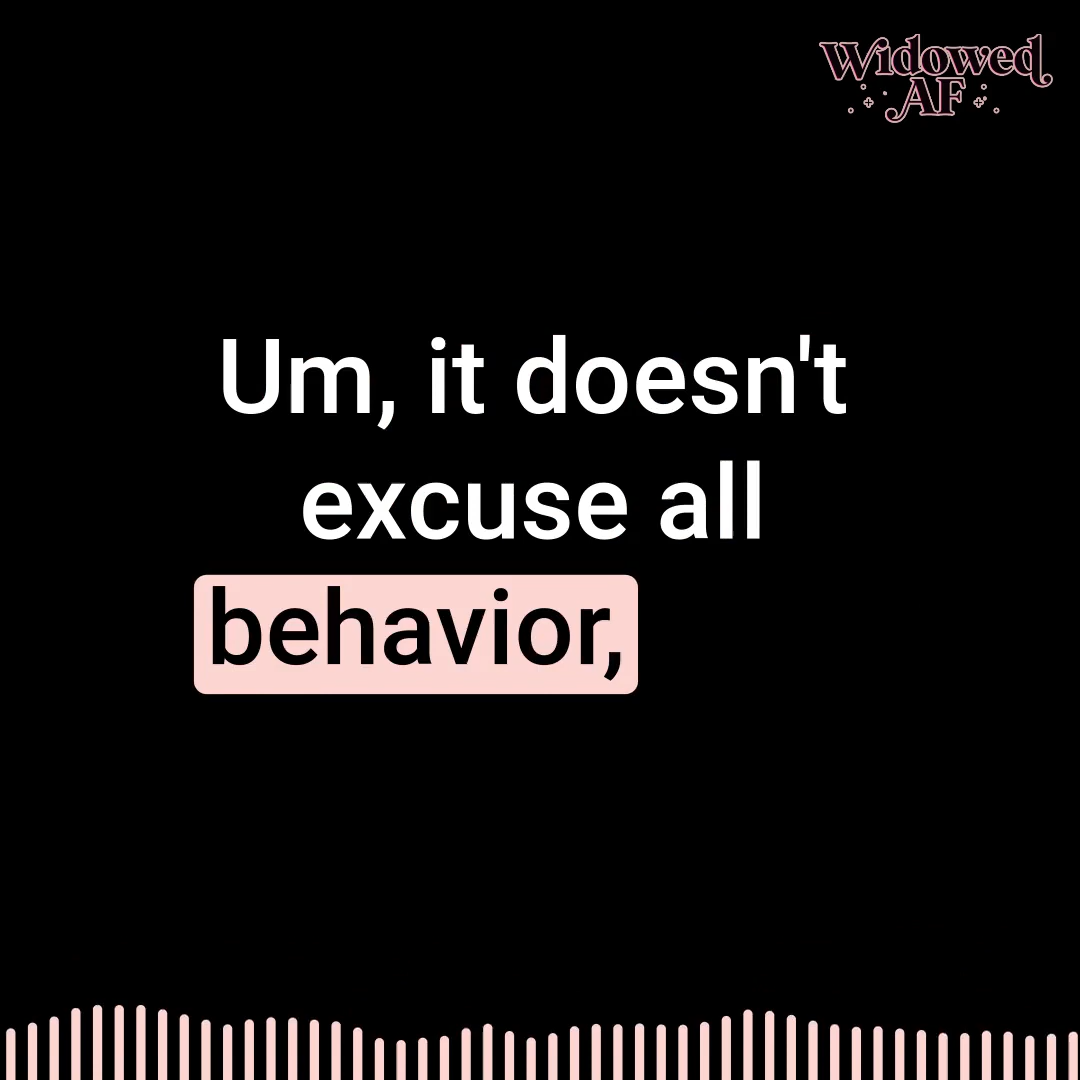 Widowed
AF
Um, it doesn't
excuse all
behavior,